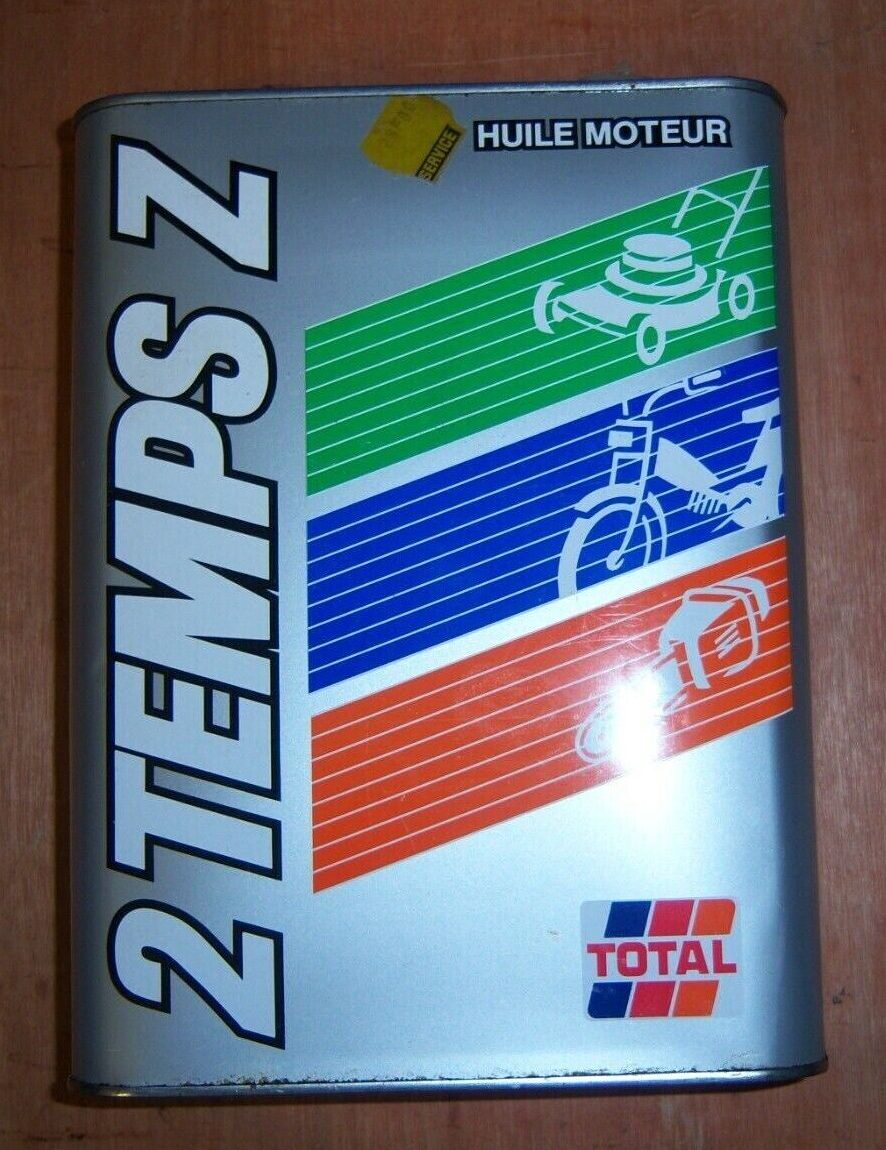 HUILE MOTEUR
SERVICE
2 TEMPS Z
TOTAL